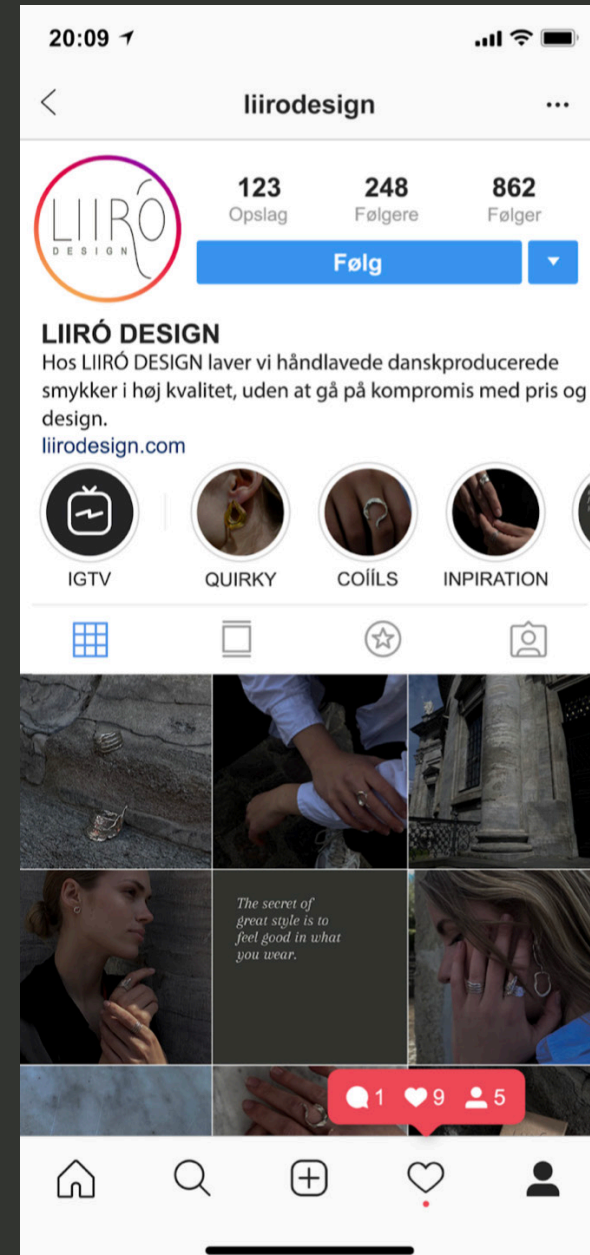 20:09
liirodesign
LIIRÓ
DESIGN
123 248 862
Opslag Følgere Følger
Følg
LIIRÓ DESIGN
Hos LIIRÓ DESIGN laver vi håndlavede danskproducerede
smykker i høj kvalitet, uden at gå på kompromis med pris og
design.
liirodesign.com
IGTV QUIRKY COÍÍLS INPIRATION
The secret of
great style is to
feel good in what
you wear.
1 9 5